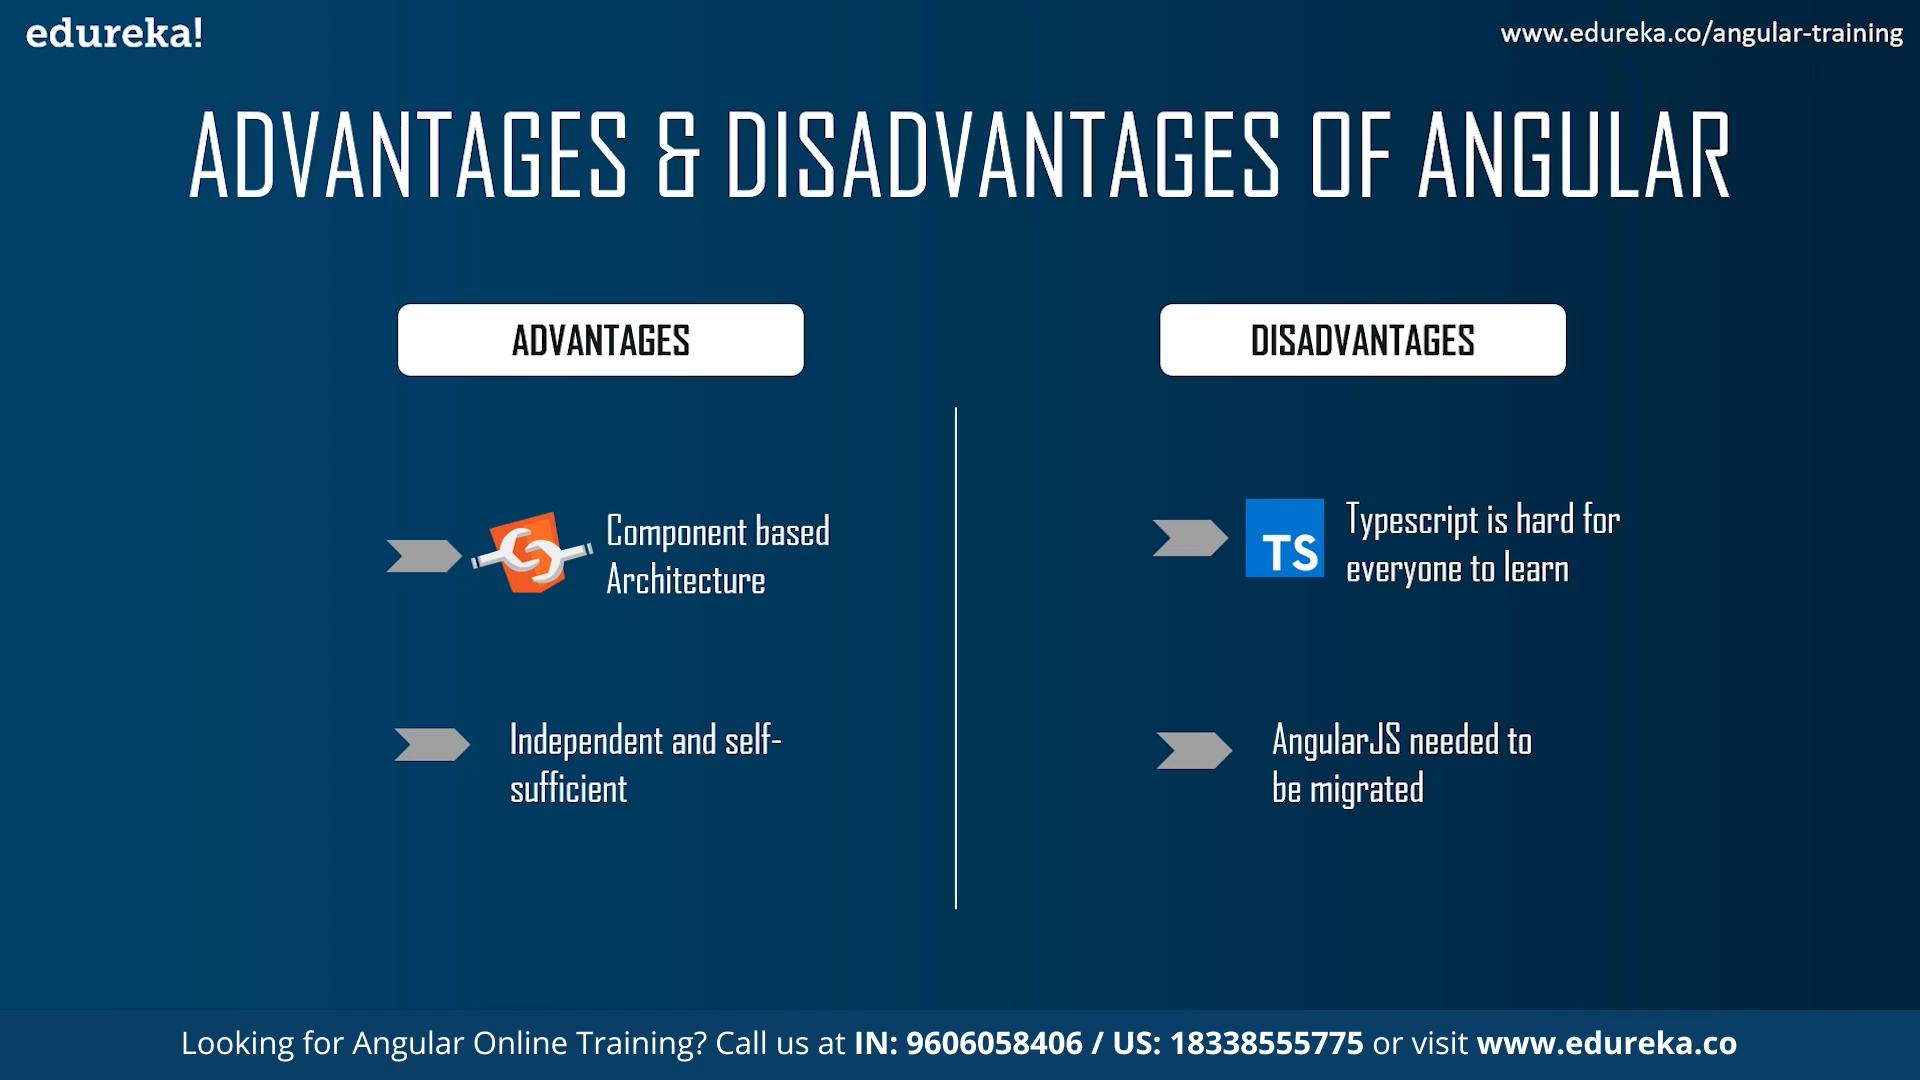 edureka!
www.edureka.co/angular-training
ADVANTAGES & DISADVANTAGES OF ANGULAR
ADVANTAGES
Component based
Architecture
Independent and self-
sufficient
DISADVANTAGES
TS
Typescript is hard for
everyone to learn
AngularJS needed to
be migrated
Looking for Angular Online Training? Call us at IN: 9606058406 / US: 18338555775 or visit www.edureka.co